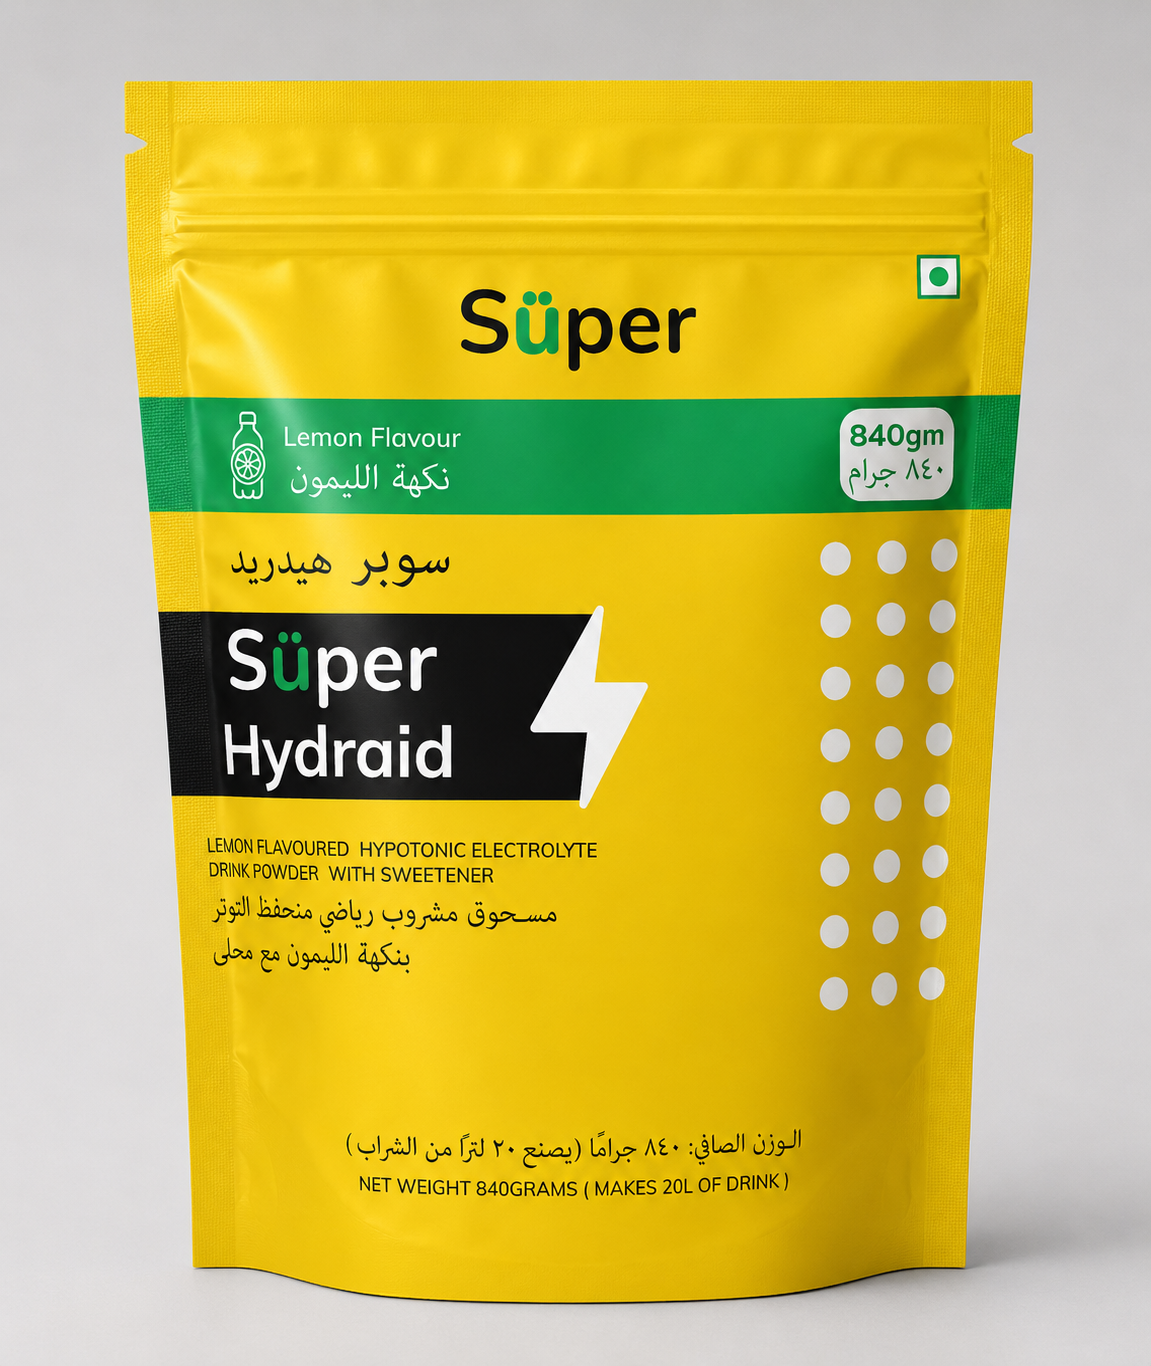 Süper
Lemon Flavour
نكهة الليمون
840gm
٨٤٠ جرام
سوبر هيدريد
Süper
Hydraid
LEMON FLAVOURED HYPOTONIC ELECTROLYTE
DRINK POWDER WITH SWEETENER
مسحوق مشروب رياضي منحفظ التوتر
بنكهة الليمون مع محلى
الوزن الصافي: ٨٤٠ جرامًا (يصنع ٢٠ لترًا من الشراب)
NET WEIGHT 840GRAMS ( MAKES 20L OF DRINK )